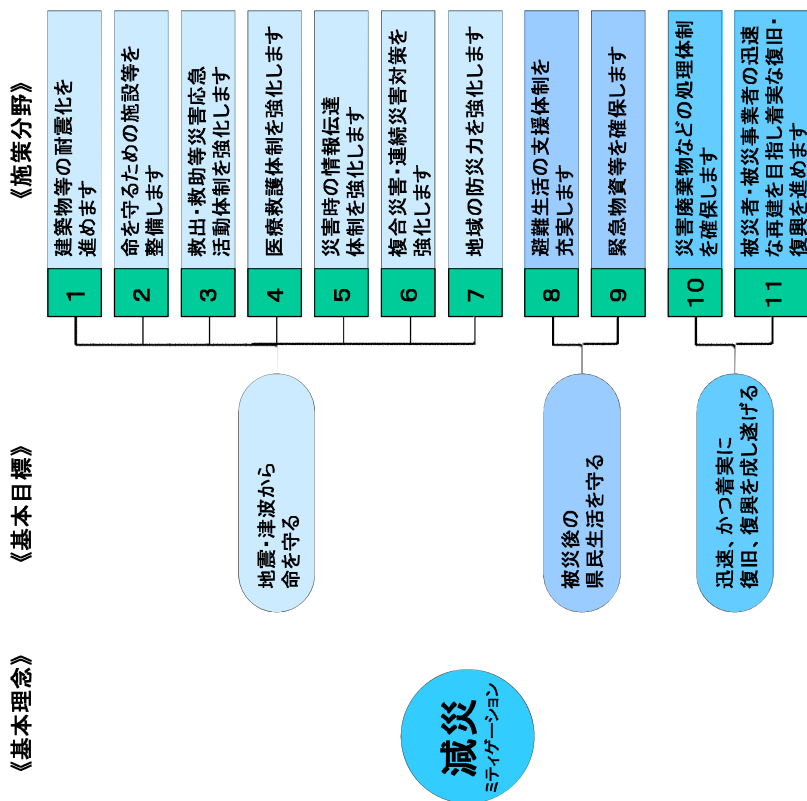 《基本理念》
《基本目標》
《施策分野》
減災
ミティゲーション
地震・津波から
命を守る
1
建築物等の耐震化を
進めます
2
命を守るための施設等を
整備します
3
救出・救助等災害応急
活動体制を強化します
4
医療救護体制を強化します
5
災害時の情報伝達
体制を強化します
6
複合災害・連続災害対策を
強化します
7
地域の防災力を強化します
被災後の
県民生活を守る
8
避難生活の支援体制を
充実します
9
緊急物資等を確保します
迅速、かつ着実に
復旧、復興を成し遂げる
10
災害廃棄物などの処理体制
を確保します
11
被災者・被災事業者の迅速
な再建を目指し着実な復旧・
復興を進めます